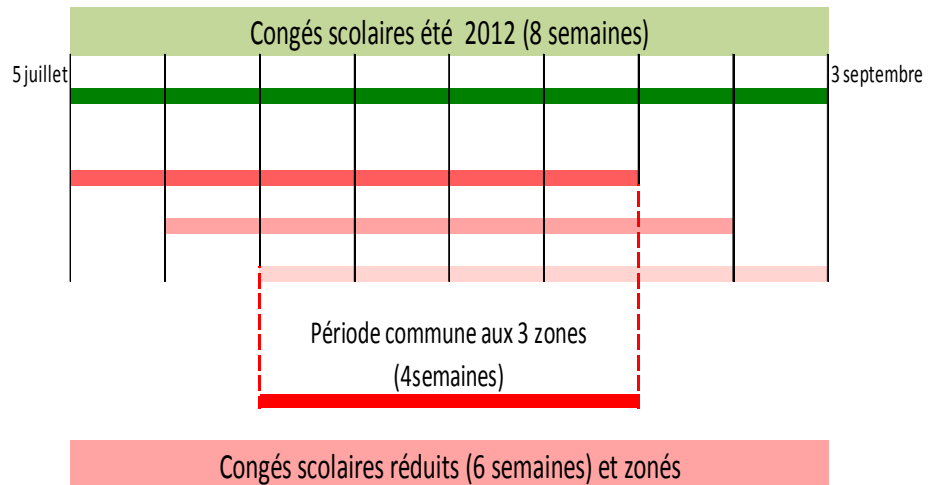 Congés scolaires été 2012 (8 semaines)
5 juillet
3 septembre
Période commune aux 3 zones
(4semaines)
Congés scolaires réduits (6 semaines) et zonés